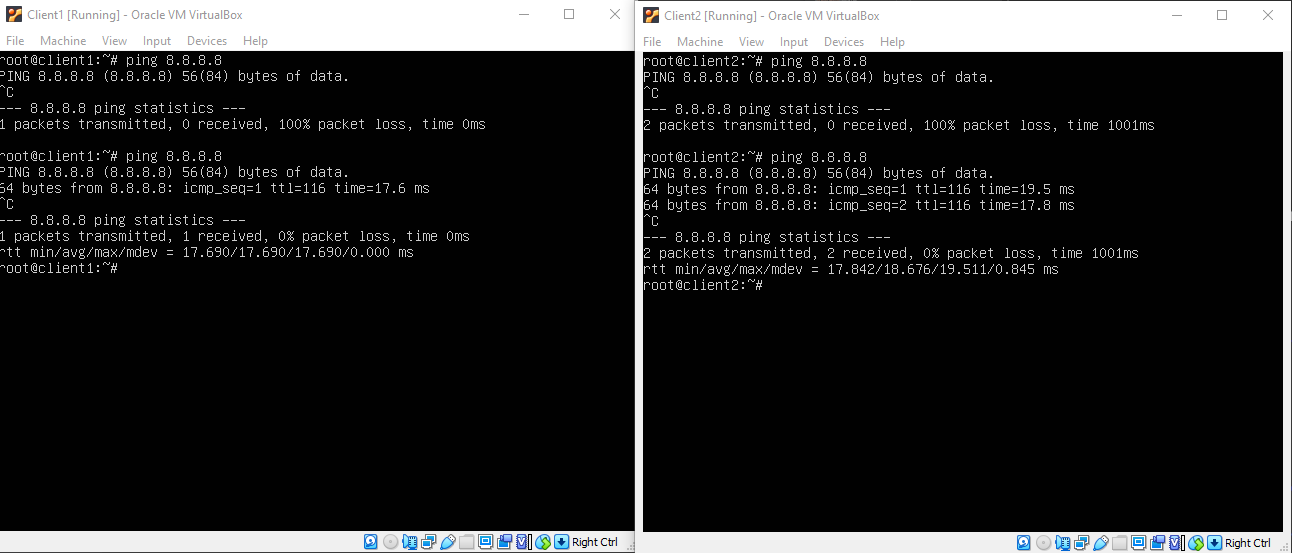 Client1 [Running] - Oracle VM VirtualBox
File Machine View Input Devices Help
root@client1:~# ping 8.8.8.8
PING 8.8.8.8 (8.8.8.8) 56(84) bytes of data.
^C
--- 8.8.8.8 ping statistics ---
1 packets transmitted, 0 received, 100% packet loss, time 0ms
root@client1:~# ping 8.8.8.8
PING 8.8.8.8 (8.8.8.8) 56(84) bytes of data.
64 bytes from 8.8.8.8: icmp_seq=1 ttl=116 time=17.6 ms
^C
--- 8.8.8.8 ping statistics ---
1 packets transmitted, 1 received, 0% packet loss, time 0ms
rtt min/avg/max/mdev = 17.690/17.690/17.690/0.000 ms
root@client1:~#
Right Ctrl
Client2 [Running] - Oracle VM VirtualBox
File Machine View Input Devices Help
root@client2:~# ping 8.8.8.8
PING 8.8.8.8 (8.8.8.8) 56(84) bytes of data.
^C
--- 8.8.8.8 ping statistics ---
2 packets transmitted, 0 received, 100% packet loss, time 1001ms
root@client2:~# ping 8.8.8.8
PING 8.8.8.8 (8.8.8.8) 56(84) bytes of data.
64 bytes from 8.8.8.8: icmp_seq=1 ttl=116 time=19.5 ms
64 bytes from 8.8.8.8: icmp_seq=2 ttl=116 time=17.8 ms
^C
--- 8.8.8.8 ping statistics ---
2 packets transmitted, 2 received, 0% packet loss, time 1001ms
rtt min/avg/max/mdev = 17.842/18.676/19.511/0.845 ms
root@client2:~#
Right Ctrl